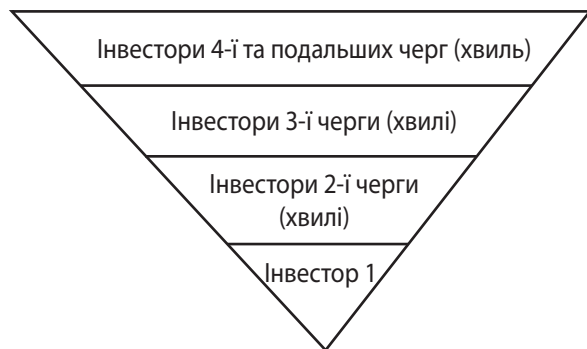 Інвестори 4-ї та подальших черг (хвиль)
Інвестори 3-ї черги (хвилі)
Інвестори 2-ї черги
(хвилі)
Інвестор 1